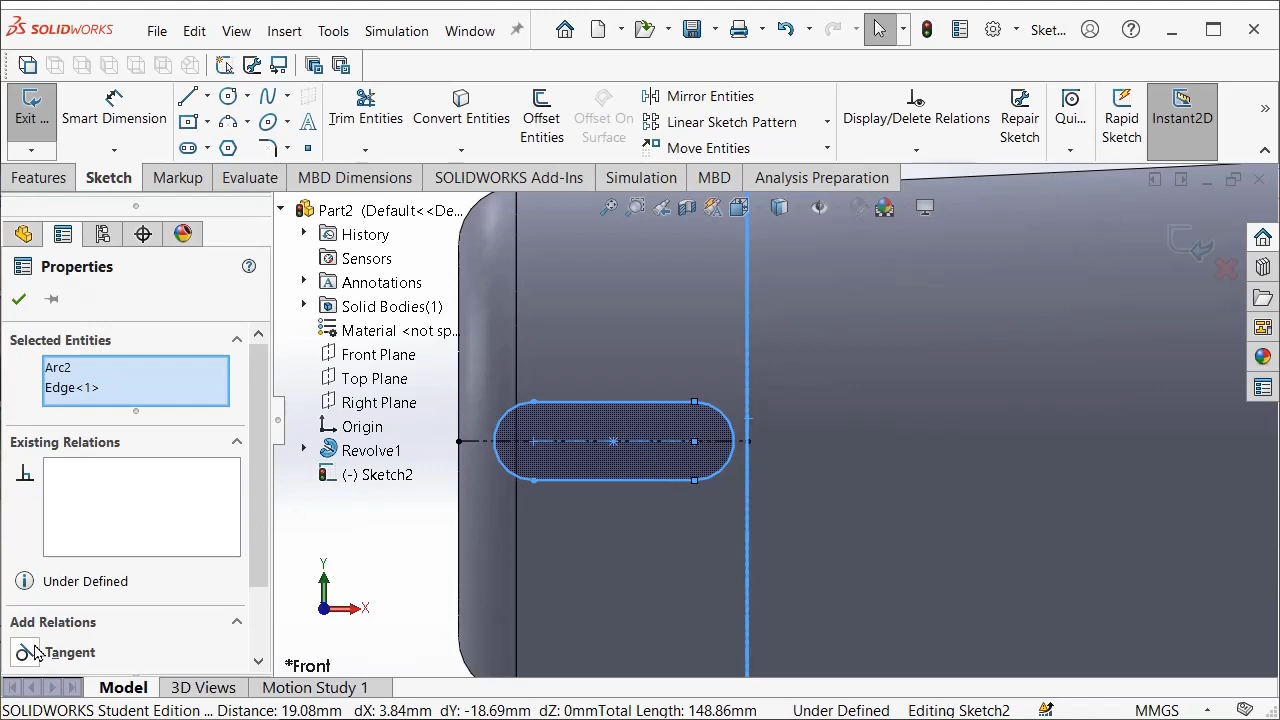 SOLIDWORKS File Edit View Insert Tools Simulation Window Sket...
Exit ... Smart Dimension Trim Entities Convert Entities Offset Entities Offset On Surface Mirror Entities Linear Sketch Pattern Move Entities Display/Delete Relations Repair Sketch Qui... Rapid Sketch Instant2D
Features Sketch Markup Evaluate MBD Dimensions SOLIDWORKS Add-Ins Simulation MBD Analysis Preparation
Part2 (Default<<De...
History
Sensors
Annotations
Solid Bodies(1)
Material <not sp...
Front Plane
Top Plane
Right Plane
Origin
Revolve1
(-) Sketch2
Properties
Selected Entities
Arc2
Edge<1>
Existing Relations
Under Defined
Add Relations
Tangent
Y
X
*Front
Model 3D Views Motion Study 1
SOLIDWORKS Student Edition ... Distance: 19.08mm dX: 3.84mm dY: -18.69mm dZ: 0mmTotal Length: 148.86mm Under Defined Editing Sketch2 MMGS